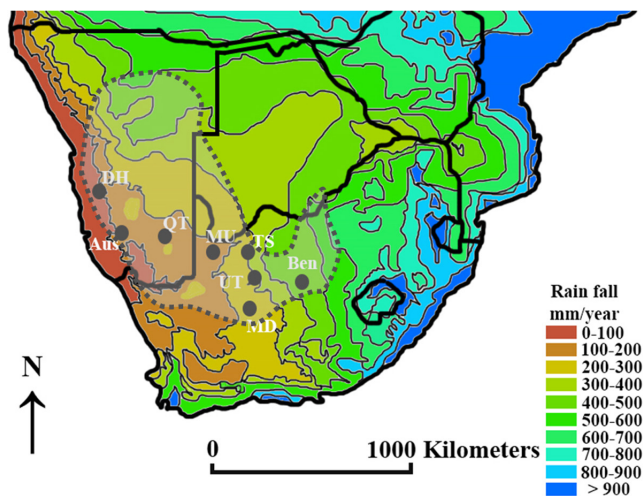 DH
Aus
QT
MU
TS
UT
Ben
MD
N
0
1000 Kilometers
Rain fall
mm/year
0-100
100-200
200-300
300-400
400-500
500-600
600-700
700-800
800-900
> 900